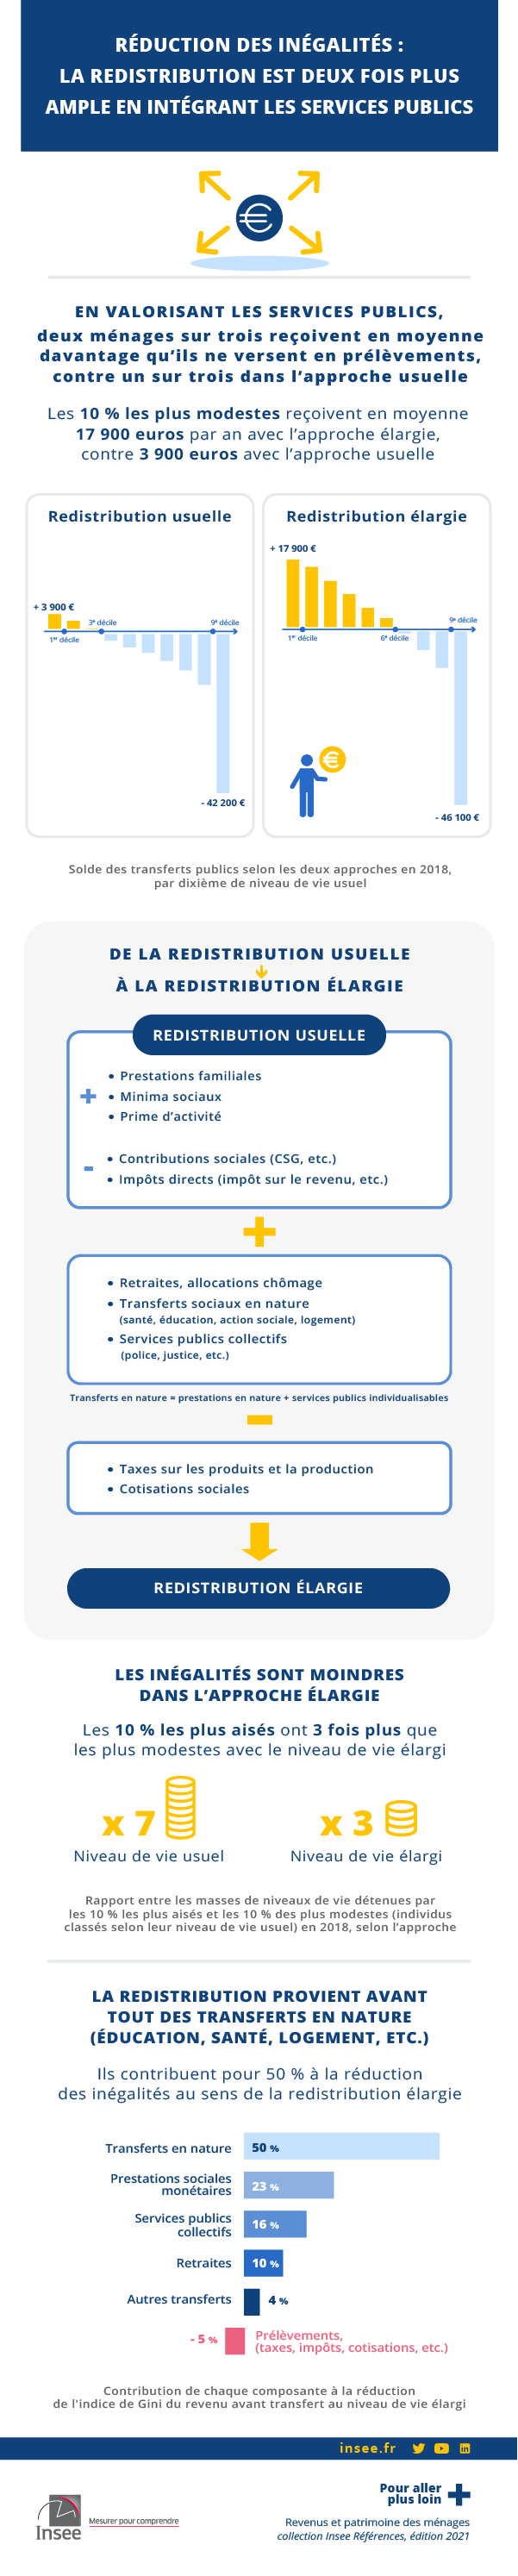 RÉDUCTION DES INÉGALITÉS :
LA REDISTRIBUTION EST DEUX FOIS PLUS
AMPLE EN INTÉGRANT LES SERVICES PUBLICS
€
EN VALORISANT LES SERVICES PUBLICS,
deux ménages sur trois reçoivent en moyenne
davantage qu'ils ne versent en prélèvements,
contre un sur trois dans l'approche usuelle
Les 10 % les plus modestes reçoivent en moyenne
17 900 euros par an avec l'approche élargie,
contre 3 900 euros avec l'approche usuelle
Redistribution usuelle
+ 3 900 €
3ᵉ décile
9ᵉ décile
1ᵉʳ décile
- 42 200 €
Redistribution élargie
+ 17 900 €
9ᵉ décile
1ᵉʳ décile
6ᵉ décile
€
- 46 100 €
Solde des transferts publics selon les deux approches en 2018,
par dixième de niveau de vie usuel
DE LA REDISTRIBUTION USUELLE
À LA REDISTRIBUTION ÉLARGIE
REDISTRIBUTION USUELLE
+
• Prestations familiales
• Minima sociaux
• Prime d'activité
-
• Contributions sociales (CSG, etc.)
• Impôts directs (impôt sur le revenu, etc.)
+
• Retraites, allocations chômage
• Transferts sociaux en nature
(santé, éducation, action sociale, logement)
• Services publics collectifs
(police, justice, etc.)
Transferts en nature = prestations en nature + services publics individualisables
-
• Taxes sur les produits et la production
• Cotisations sociales
REDISTRIBUTION ÉLARGIE
LES INÉGALITÉS SONT MOINDRES
DANS L'APPROCHE ÉLARGIE
Les 10 % les plus aisés ont 3 fois plus que
les plus modestes avec le niveau de vie élargi
x 7
Niveau de vie usuel
x 3
Niveau de vie élargi
Rapport entre les masses de niveaux de vie détenues par
les 10 % les plus aisés et les 10 % des plus modestes (individus
classés selon leur niveau de vie usuel) en 2018, selon l'approche
LA REDISTRIBUTION PROVIENT AVANT
TOUT DES TRANSFERTS EN NATURE
(ÉDUCATION, SANTÉ, LOGEMENT, ETC.)
Ils contribuent pour 50 % à la réduction
des inégalités au sens de la redistribution élargie
Transferts en nature 50 %
Prestations sociales
monétaires
23 %
Services publics
collectifs
16 %
Retraites 10 %
Autres transferts 4 %
- 5 %
Prélèvements,
(taxes, impôts, cotisations, etc.)
Contribution de chaque composante à la réduction
de l'indice de Gini du revenu avant transfert au niveau de vie élargi
insee.fr
in
Pour aller
plus loin
+
Insee
Mesurer pour comprendre
Revenus et patrimoine des ménages
collection Insee Références, édition 2021